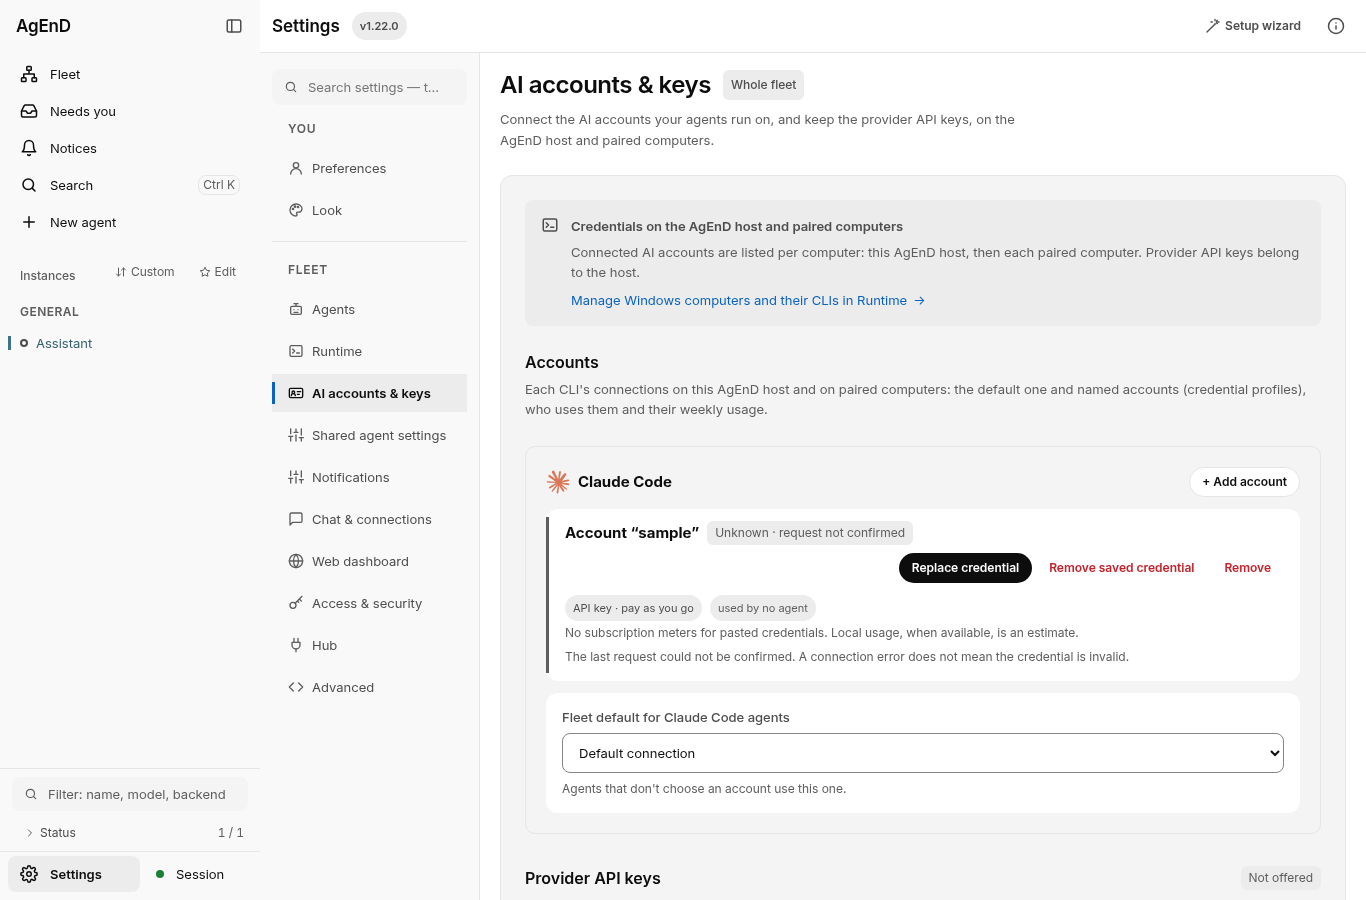 AgEnD
Fleet
Needs you
Notices
Search
Ctrl K
New agent
Instances
Custom
Edit
GENERAL
Assistant
Filter: name, model, backend
Status
1 / 1
Settings
Session
Settings
v1.22.0
Setup wizard
Search settings — t...
YOU
Preferences
Look
FLEET
Agents
Runtime
AI accounts & keys
Shared agent settings
Notifications
Chat & connections
Web dashboard
Access & security
Hub
Advanced
AI accounts & keys
Whole fleet
Connect the AI accounts your agents run on, and keep the provider API keys, on the
AgEnD host and paired computers.
Credentials on the AgEnD host and paired computers
Connected AI accounts are listed per computer: this AgEnD host, then each paired computer. Provider API keys belong
to the host.
Manage Windows computers and their CLIs in Runtime →
Accounts
Each CLI's connections on this AgEnD host and on paired computers: the default one and named accounts (credential profiles),
who uses them and their weekly usage.
Claude Code
+ Add account
Account “sample”
Unknown · request not confirmed
Replace credential
Remove saved credential
Remove
API key · pay as you go
used by no agent
No subscription meters for pasted credentials. Local usage, when available, is an estimate.
The last request could not be confirmed. A connection error does not mean the credential is invalid.
Fleet default for Claude Code agents
Default connection
Agents that don't choose an account use this one.
Provider API keys
Not offered